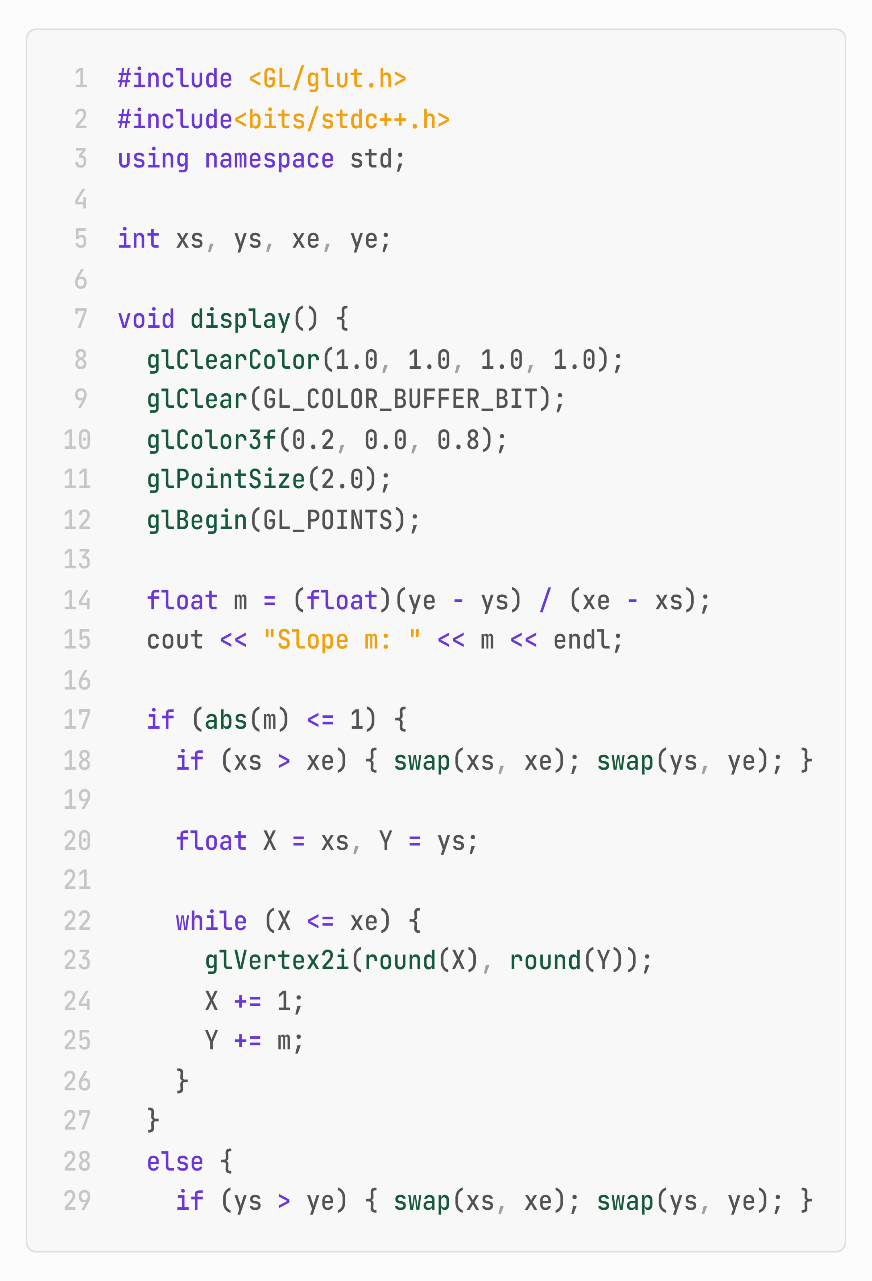 1 #include <GL/glut.h>
2 #include<bits/stdc++.h>
3 using namespace std;
4
5 int xs, ys, xe, ye;
6
7 void display() {
8   glClearColor(1.0, 1.0, 1.0, 1.0);
9   glClear(GL_COLOR_BUFFER_BIT);
10   glColor3f(0.2, 0.0, 0.8);
11   glPointSize(2.0);
12   glBegin(GL_POINTS);
13
14   float m = (float)(ye - ys) / (xe - xs);
15   cout << "Slope m: " << m << endl;
16
17   if (abs(m) <= 1) {
18     if (xs > xe) { swap(xs, xe); swap(ys, ye); }
19
20     float X = xs, Y = ys;
21
22     while (X <= xe) {
23       glVertex2i(round(X), round(Y));
24       X += 1;
25       Y += m;
26     }
27   }
28   else {
29     if (ys > ye) { swap(xs, xe); swap(ys, ye); }